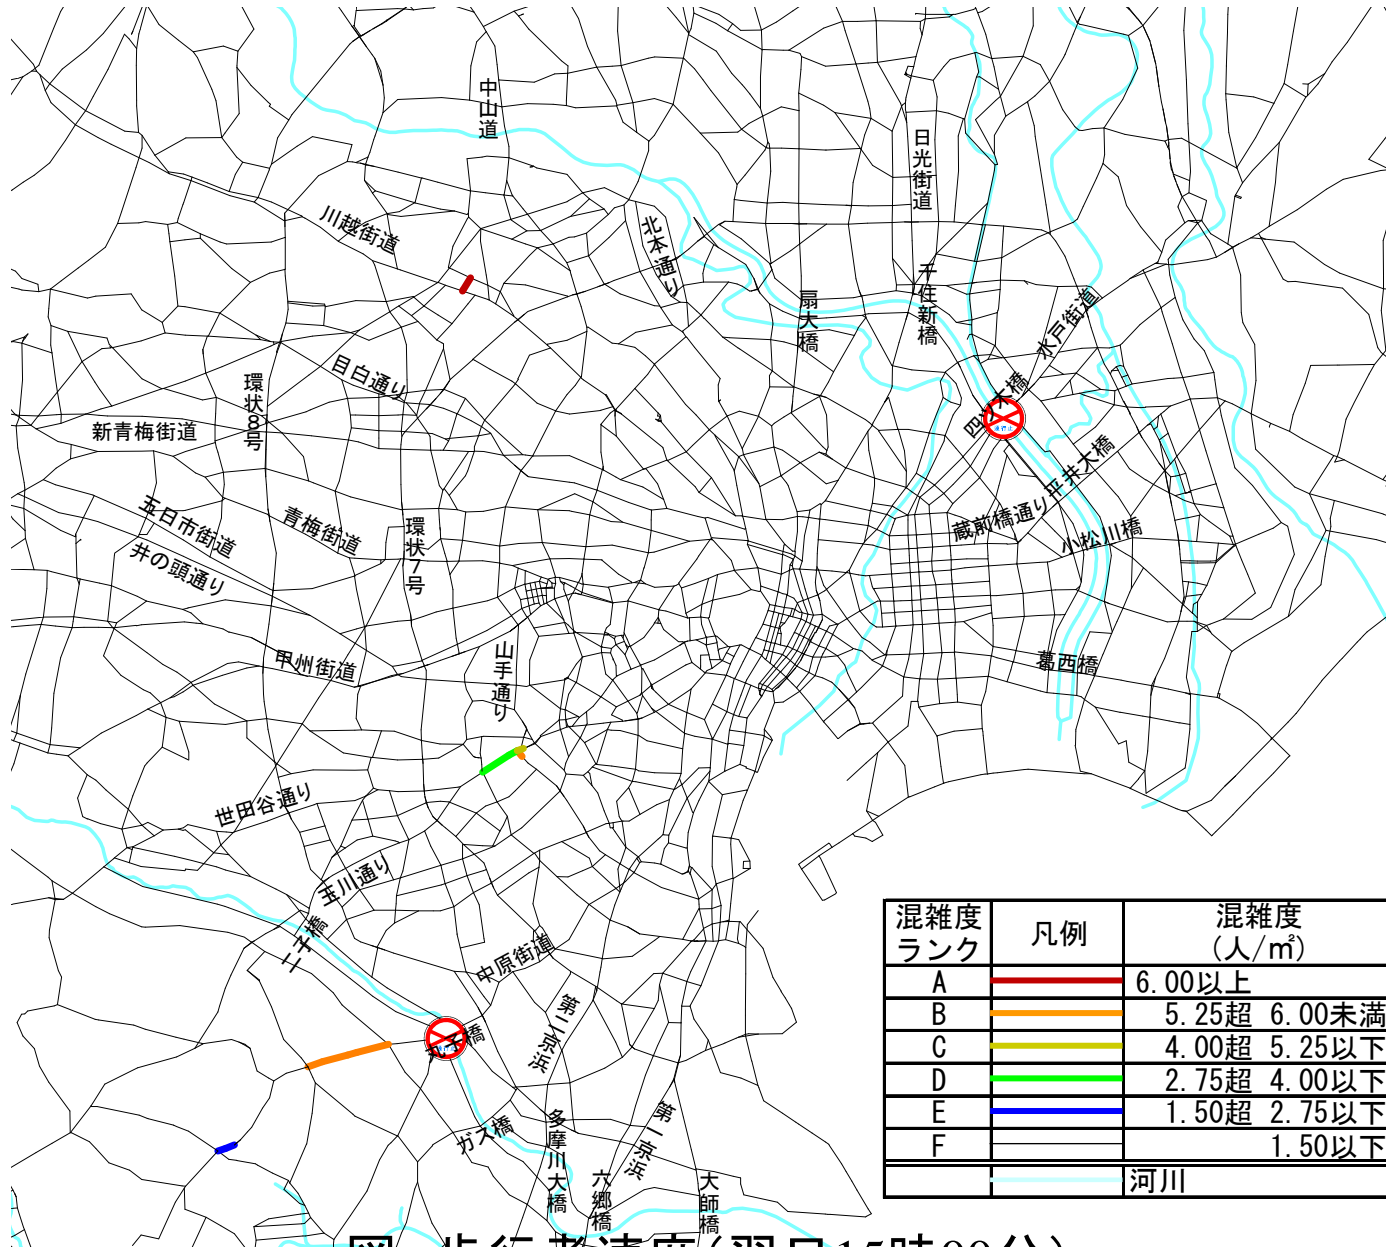 中山道
日光街道
川越街道
北本通り
千住新橋
扇大橋
水戸街道
目白通り
環状8号
四ツ木橋
新青梅街道
平井大橋
五日市街道
青梅街道
環状7号
蔵前橋通り
小松川橋
井の頭通り
甲州街道
山手通り
葛西橋
世田谷通り
玉川通り
二子橋
中原街道
第二京浜
丸子橋
ガス橋
多摩川大橋
第一京浜
六郷橋
大師橋
混雑度ランク 凡例 混雑度(人/㎡)
A 6.00以上
B 5.25超 6.00未満
C 4.00超 5.25以下
D 2.75超 4.00以下
E 1.50超 2.75以下
F 1.50以下
河川